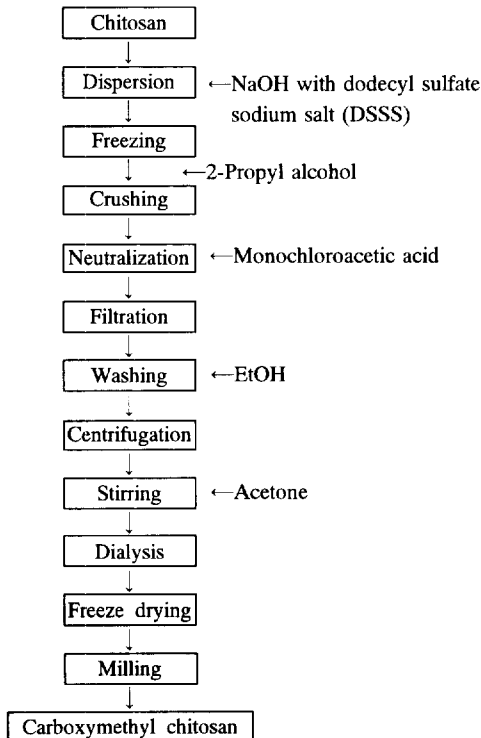 Chitosan
Dispersion ←NaOH with dodecyl sulfate
sodium salt (DSSS)
Freezing
←2-Propyl alcohol
Crushing
Neutralization ←Monochloroacetic acid
Filtration
Washing ←EtOH
Centrifugation
Stirring ←Acetone
Dialysis
Freeze drying
Milling
Carboxymethyl chitosan